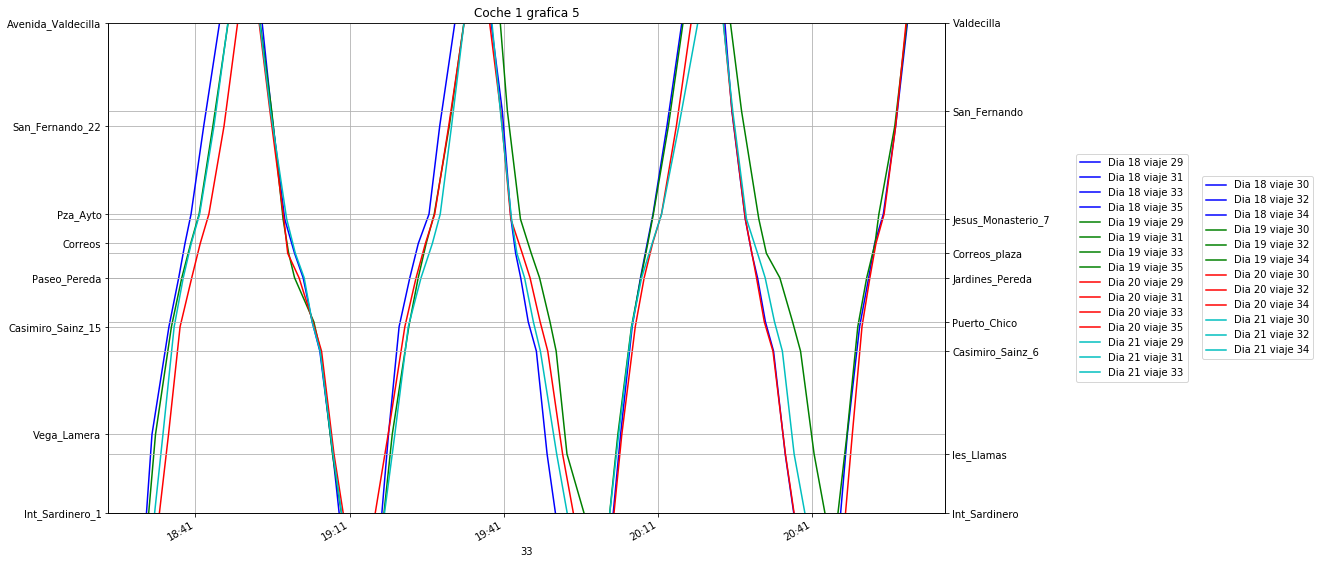 Coche 1 grafica 5
Avenida_Valdecilla
San_Fernando_22
Pza_Ayto
Correos
Paseo_Pereda
Casimiro_Sainz_15
Vega_Lamera
Int_Sardinero_1
Valdecilla
San_Fernando
Jesus_Monasterio_7
Correos_plaza
Jardines_Pereda
Puerto_Chico
Casimiro_Sainz_6
Ies_Llamas
Int_Sardinero
18:41
19:11
19:41
20:11
20:41
33
Dia 18 viaje 29
Dia 18 viaje 31
Dia 18 viaje 33
Dia 18 viaje 35
Dia 19 viaje 29
Dia 19 viaje 31
Dia 19 viaje 33
Dia 19 viaje 35
Dia 20 viaje 29
Dia 20 viaje 31
Dia 20 viaje 33
Dia 20 viaje 35
Dia 21 viaje 29
Dia 21 viaje 31
Dia 21 viaje 33
Dia 18 viaje 30
Dia 18 viaje 32
Dia 18 viaje 34
Dia 19 viaje 30
Dia 19 viaje 32
Dia 19 viaje 34
Dia 20 viaje 30
Dia 20 viaje 32
Dia 20 viaje 34
Dia 21 viaje 30
Dia 21 viaje 32
Dia 21 viaje 34